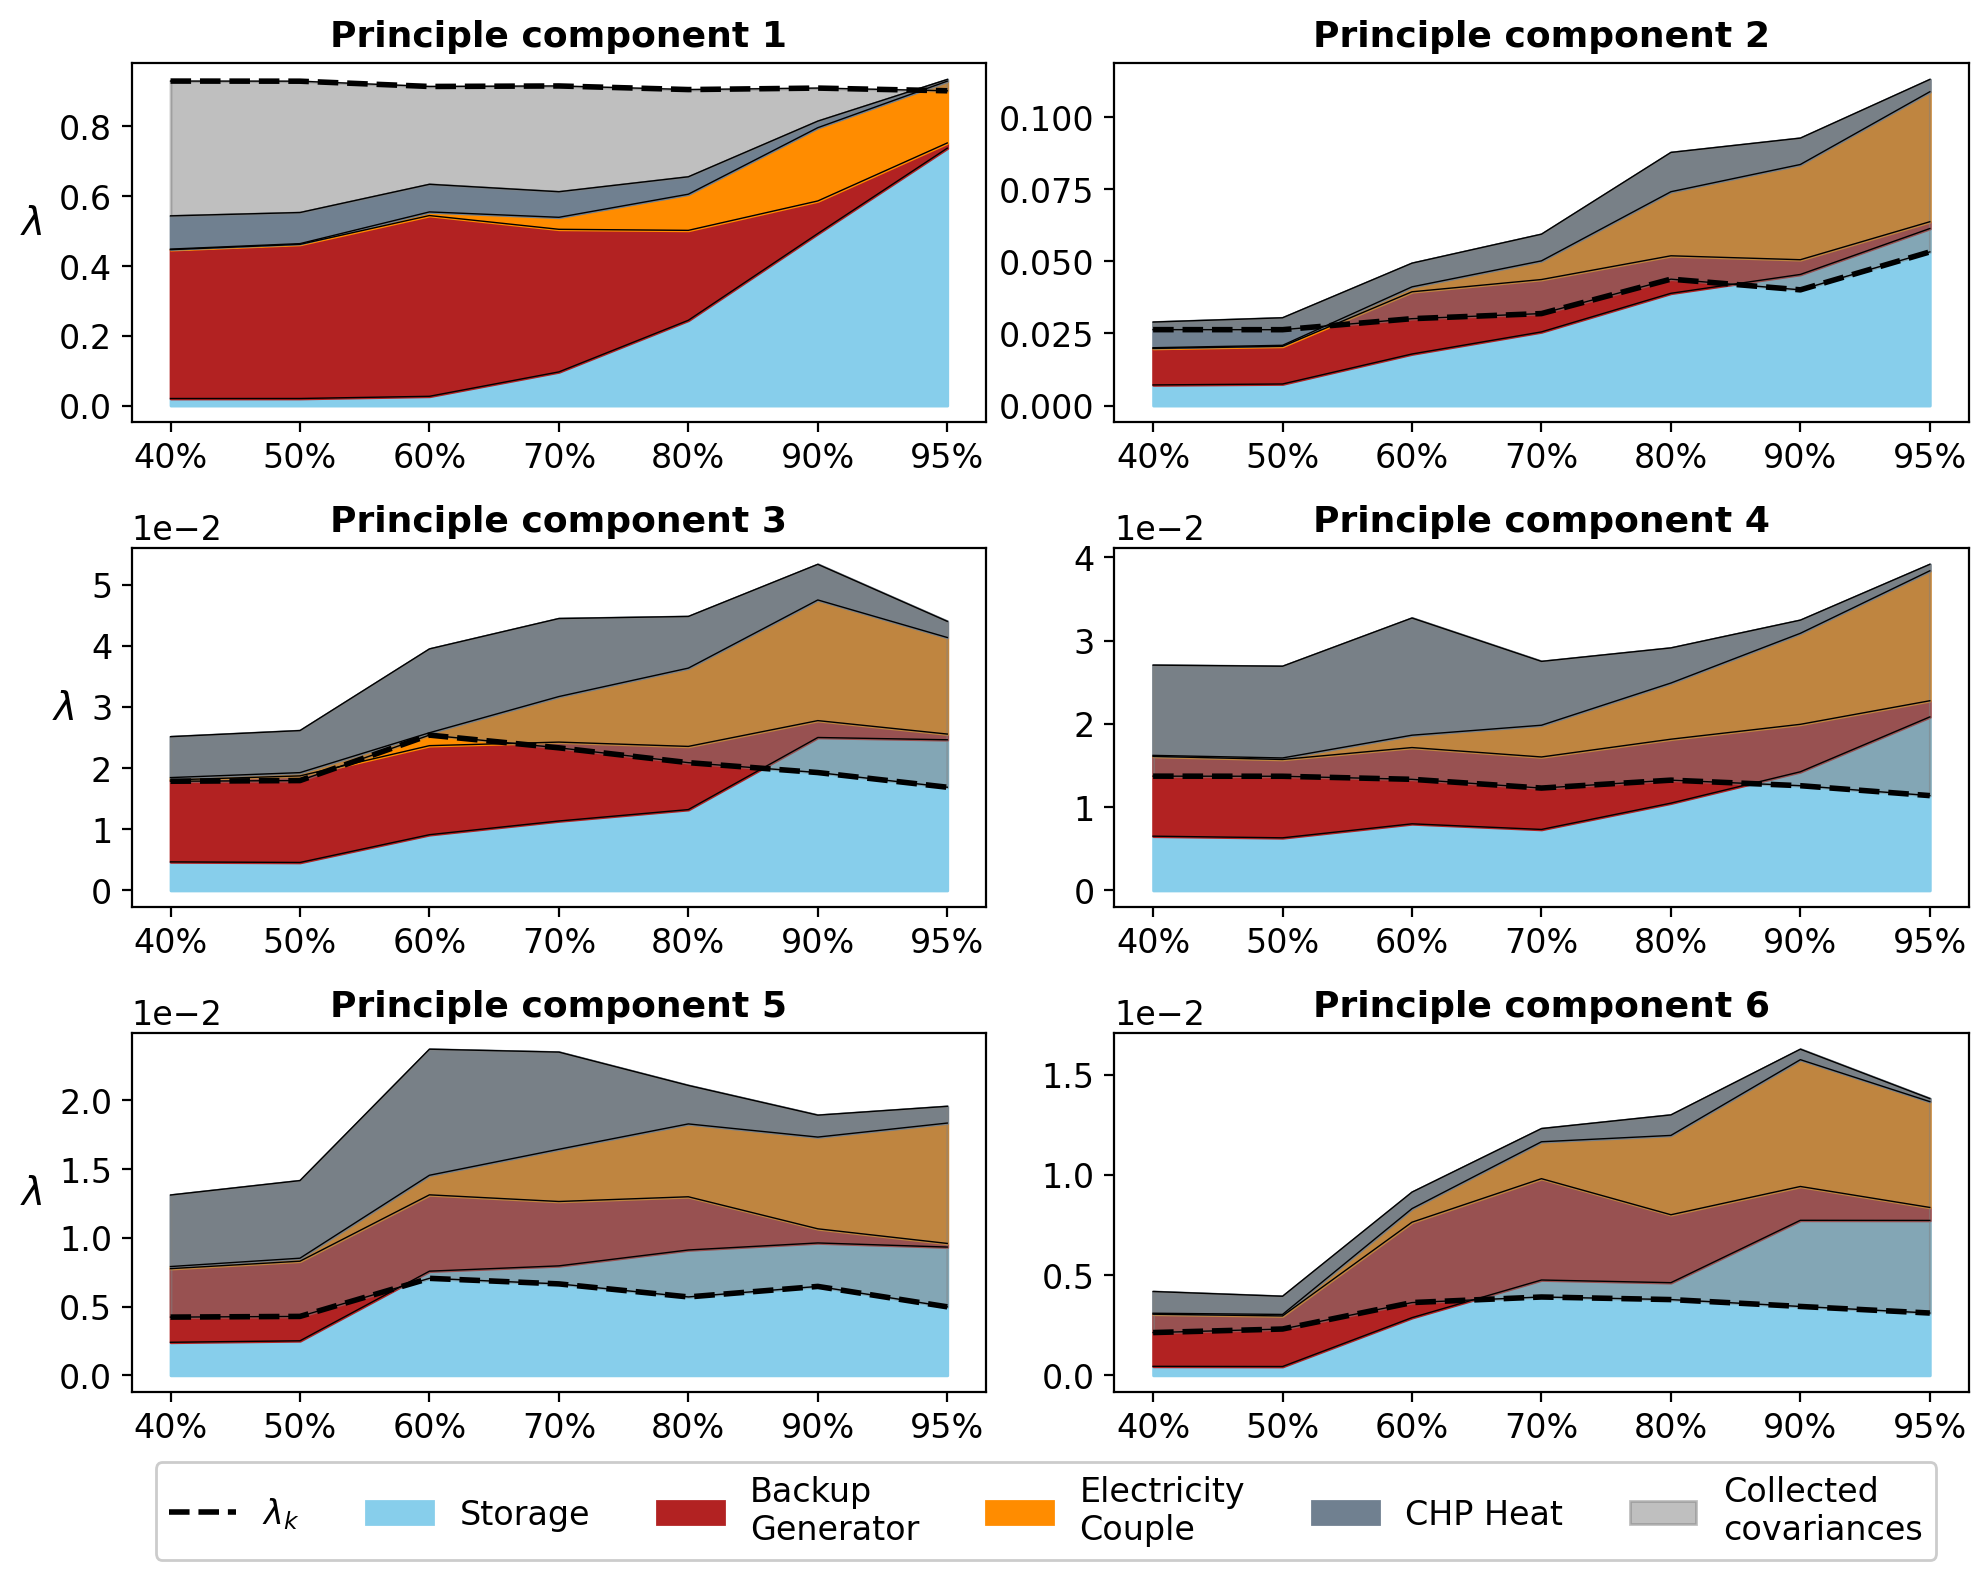 Principle component 1
Principle component 2
λ
0.8
0.6
0.4
0.2
0.0
0.100
0.075
0.050
0.025
0.000
40% 50% 60% 70% 80% 90% 95%
40% 50% 60% 70% 80% 90% 95%
1e−2
Principle component 3
1e−2
Principle component 4
λ
5
4
3
2
1
0
4
3
2
1
0
40% 50% 60% 70% 80% 90% 95%
40% 50% 60% 70% 80% 90% 95%
1e−2
Principle component 5
1e−2
Principle component 6
λ
2.0
1.5
1.0
0.5
0.0
1.5
1.0
0.5
0.0
40% 50% 60% 70% 80% 90% 95%
40% 50% 60% 70% 80% 90% 95%
λk
Storage
Backup
Generator
Electricity
Couple
CHP Heat
Collected
covariances